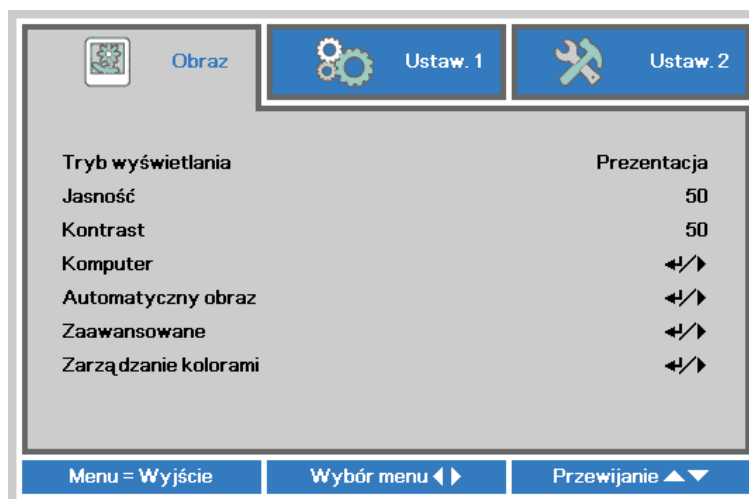 Obraz Ustaw. 1 Ustaw. 2
Tryb wyświetlania Prezentacja
Jasność 50
Kontrast 50
Komputer
Automatyczny obraz
Zaawansowane
Zarządzanie kolorami
Menu = Wyjście Wybór menu Przewijanie